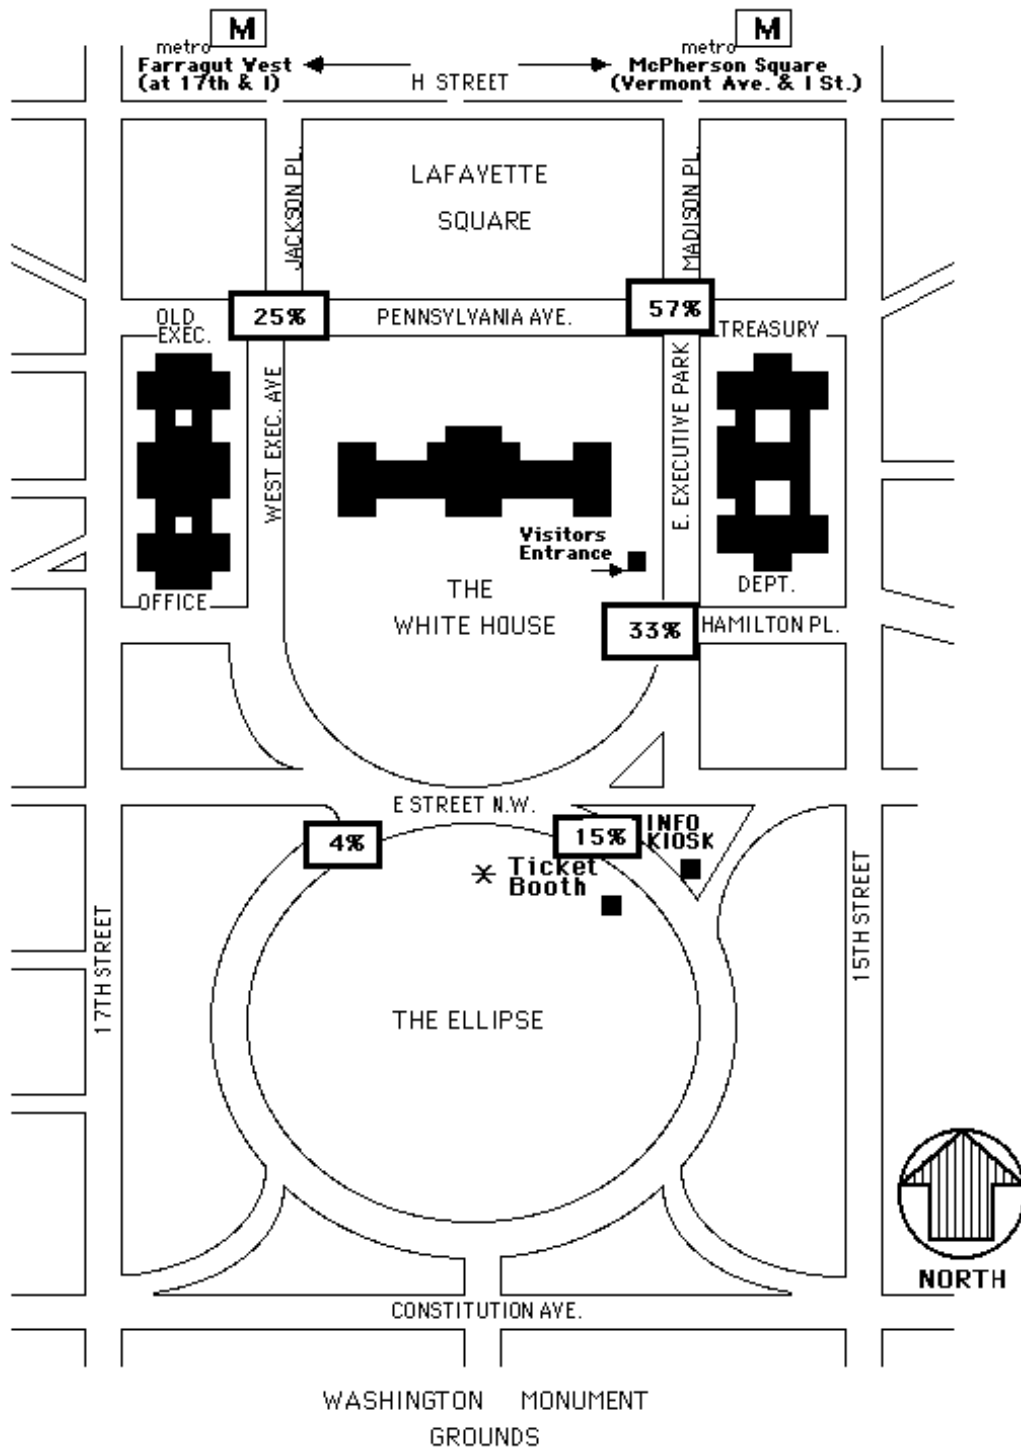 M
M
metro
metro
Farragut West
McPherson Square
(at 17th & I)
(Vermont Ave. & I St.)
H STREET
JACKSON PL.
LAFAYETTE
SQUARE
MADISON PL.
25%
57%
PENNSYLVANIA AVE.
OLD
EXEC.
TREASURY
WEST EXEC. AVE
E. EXECUTIVE PARK
Visitors
Entrance
THE
WHITE HOUSE
DEPT.
OFFICE
33%
HAMILTON PL.
E STREET N.W.
4%
15%
INFO
KIOSK
Ticket
Booth
17TH STREET
15TH STREET
THE ELLIPSE
NORTH
CONSTITUTION AVE.
WASHINGTON MONUMENT
GROUNDS